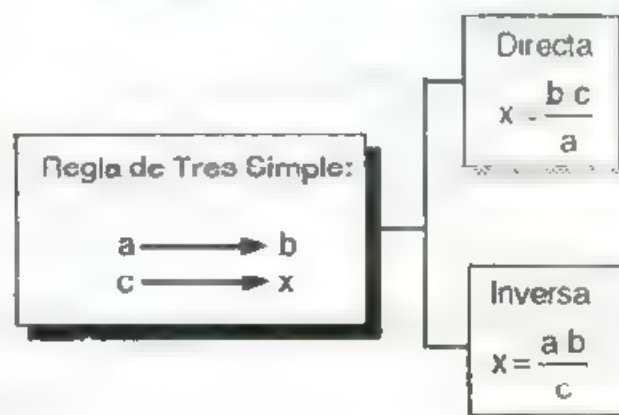 Regla de Tres Simple:
a → b
c → x
Directa
x = b c / a
Inversa
x = a b / c